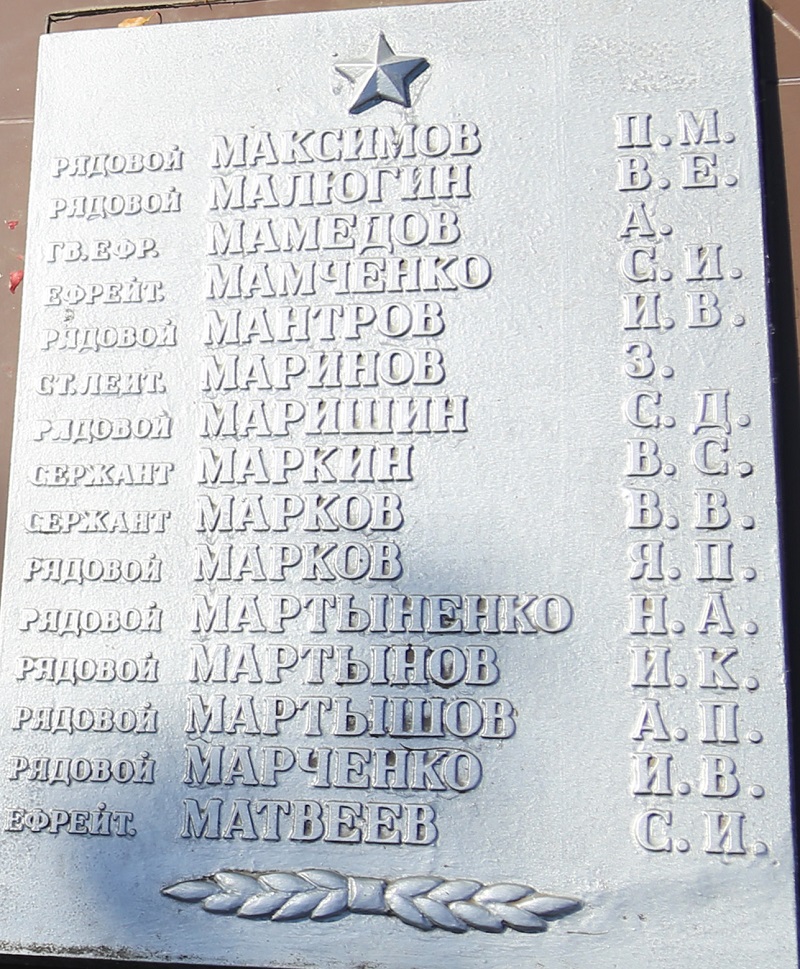 РЯДОВОЙ МАКСИМОВ П.М.
РЯДОВОЙ МАЛЮГИН В.Е.
ГВ.ЕФР. МАМЕДОВ А.
ЕФРЕЙТ. МАМЧЕНКО С.И.
РЯДОВОЙ МАНТРОВ И.В.
СТ.ЛЕЙТ. МАРИНОВ З.
РЯДОВОЙ МАРИШИН С.Д.
СЕРЖАНТ МАРКИН В.С.
СЕРЖАНТ МАРКОВ В.В.
РЯДОВОЙ МАРКОВ Я.П.
РЯДОВОЙ МАРТЫНЕНКО Н.А.
РЯДОВОЙ МАРТЫНОВ И.К.
РЯДОВОЙ МАРТЫШОВ А.П.
РЯДОВОЙ МАРЧЕНКО И.В.
ЕФРЕЙТ. МАТВЕЕВ С.И.